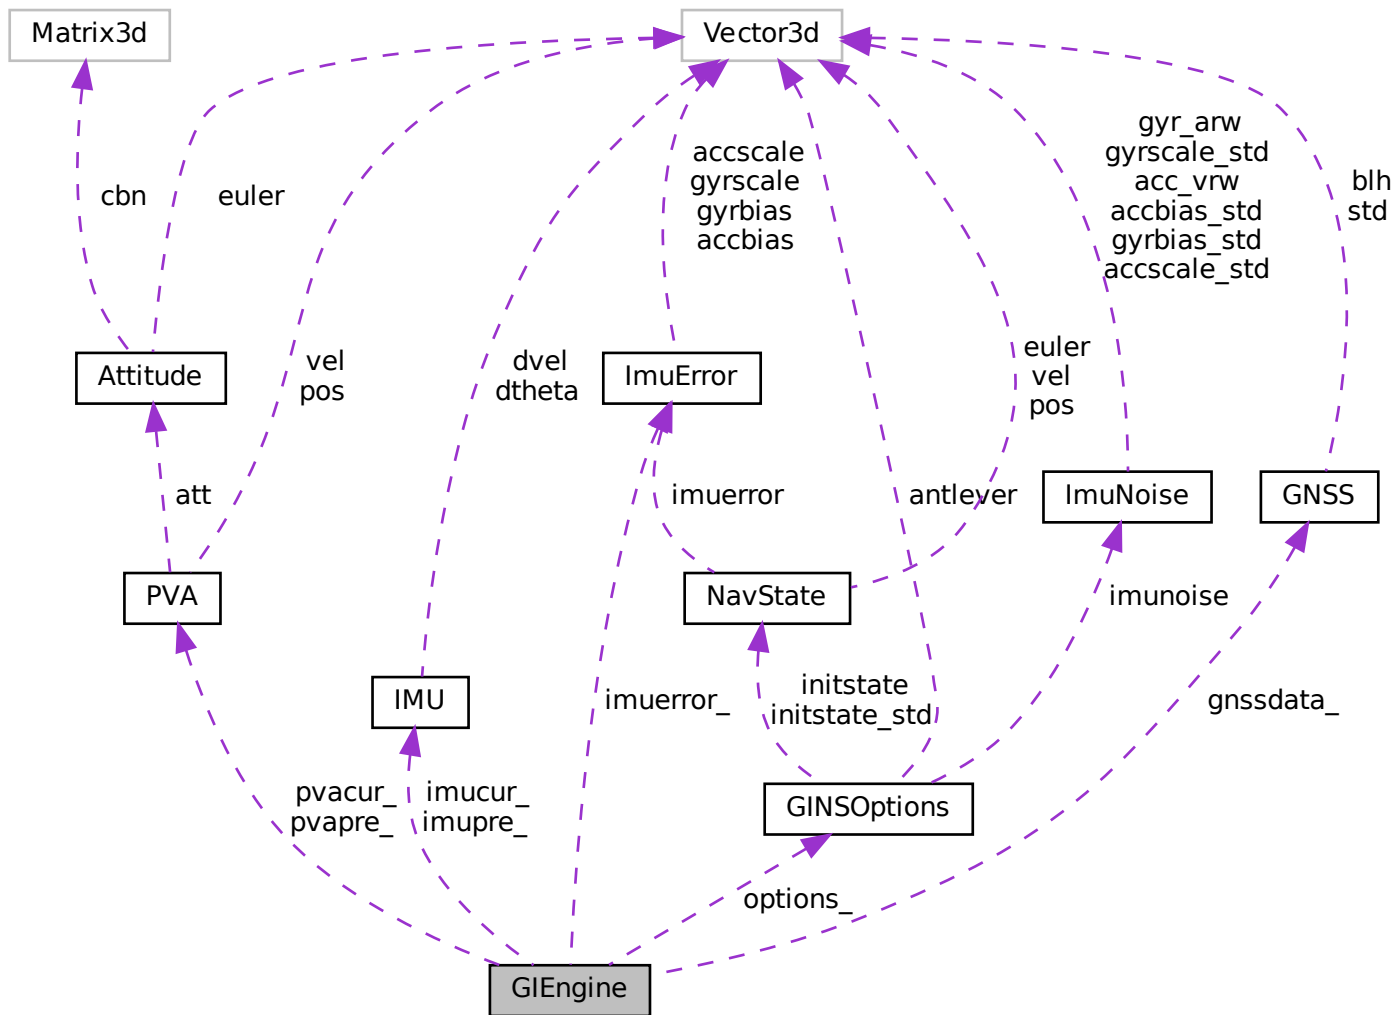 Matrix3d
Vector3d
gyr_arw
gyrscale_std
acc_vrw
accbias_std
gyrbias_std
accscale_std
accscale
gyrscale
gyrbias
accbias
blh
std
cbn
euler
vel
pos
dvel
dtheta
euler
vel
pos
Attitude
ImuError
att
imuerror
antlever
ImuNoise
GNSS
PVA
NavState
imunoise
IMU
imuerror_
initstate
initstate_std
gnssdata_
pvacur_
pvapre_
imucur_
imupre_
GINSOptions
options_
GIEngine